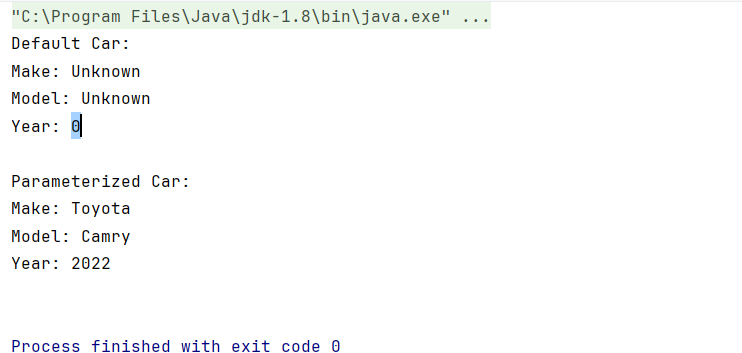 "C:\Program Files\Java\jdk-1.8\bin\java.exe" ...
Default Car:
Make: Unknown
Model: Unknown
Year: 0
Parameterized Car:
Make: Toyota
Model: Camry
Year: 2022
Process finished with exit code 0